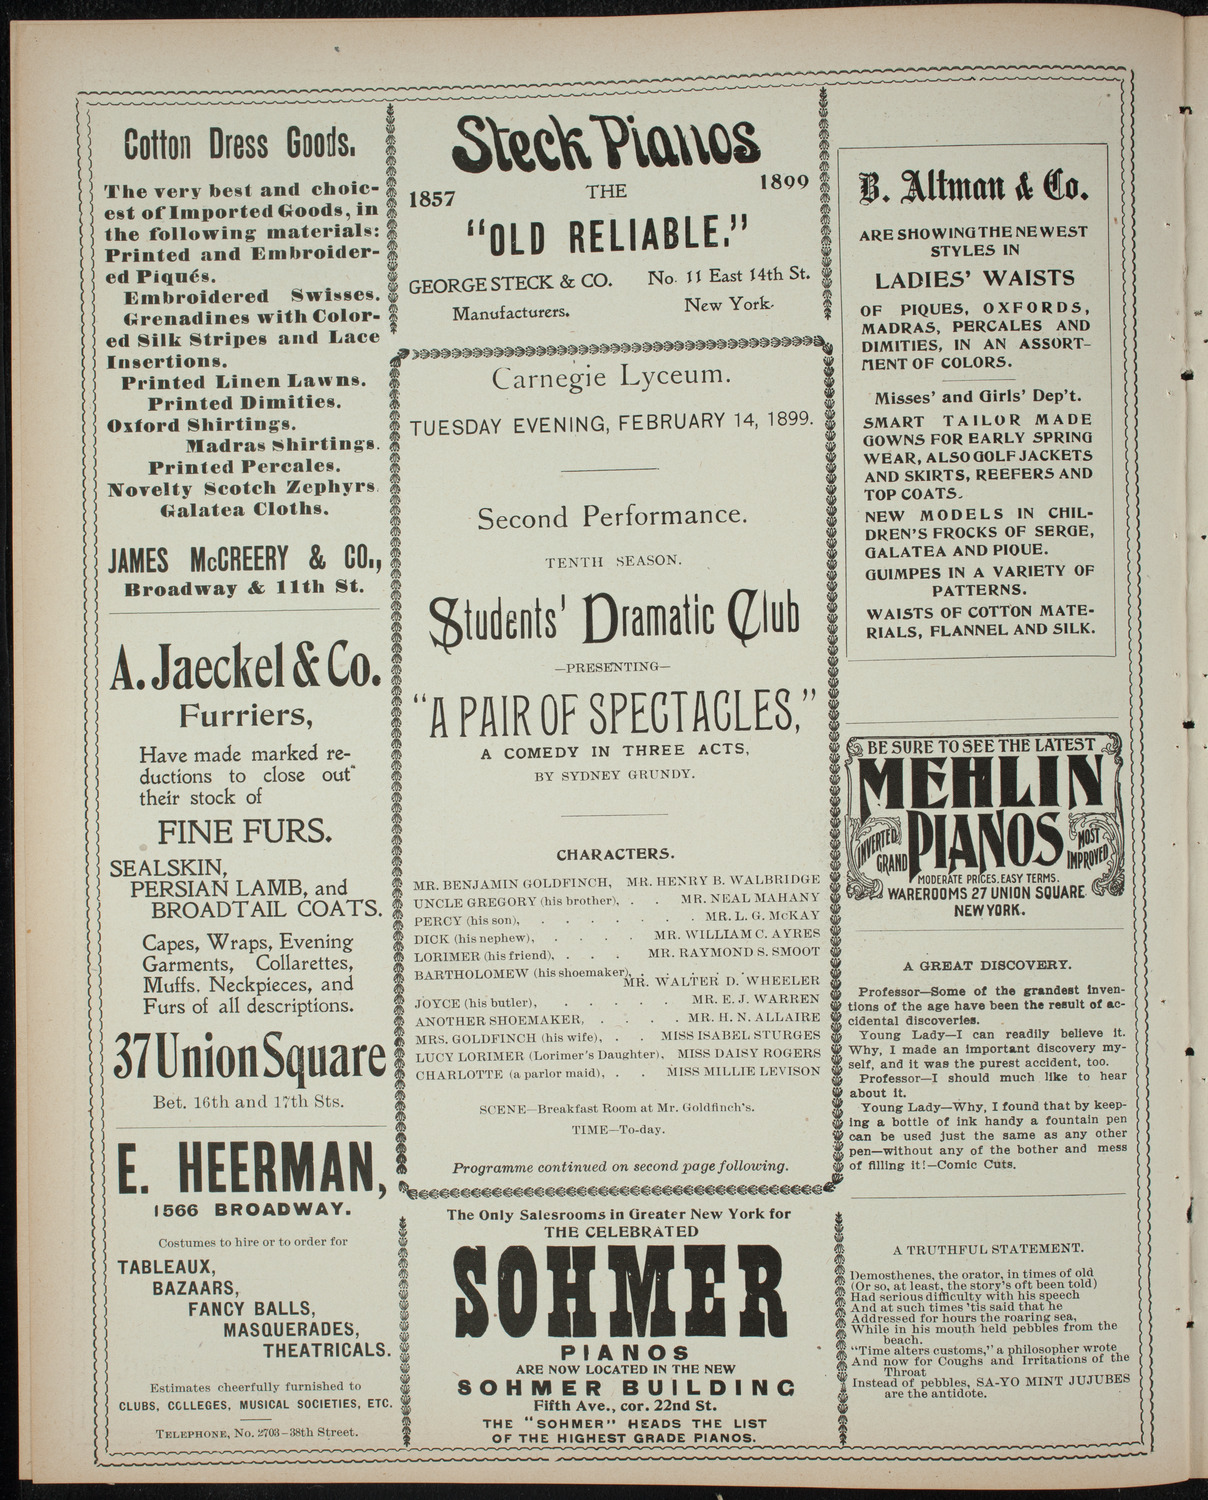 Cotton Dress Goods.
The very best and choic-
est of Imported Goods, in
the following materials:
Printed and Embroider-
ed Piqués.
Embroidered Swisses.
Grenadines with Color-
ed Silk Stripes and Lace
Insertions.
Printed Linen Lawns.
Printed Dimities.
Oxford Shirtings.
Madras Shirtings.
Printed Percales.
Novelty Scotch Zephyrs.
Galatea Cloths.
JAMES McCREERY & CO.,
Broadway & 11th St.
A. Jaeckel & Co.
Furriers,
Have made marked re-
ductions to close out
their stock of
FINE FURS.
SEALSKIN,
PERSIAN LAMB, and
BROADTAIL COATS.
Capes, Wraps, Evening
Garments, Collarettes,
Muffs. Neckpieces, and
Furs of all descriptions.
37 Union Square
Bet. 16th and 17th Sts.
E. HEERMAN,
1566 BROADWAY.
Costumes to hire or to order for
TABLEAUX,
BAZAARS,
FANCY BALLS,
MASQUERADES,
THEATRICALS.
Estimates cheerfully furnished to
CLUBS, COLLEGES, MUSICAL SOCIETIES, ETC.
TELEPHONE, No. 2703-38th Street.
Steck Pianos
1857 THE 1899
"OLD RELIABLE."
GEORGE STECK & CO. No. 11 East 14th St.
Manufacturers. New York.
Carnegie Lyceum.
TUESDAY EVENING, FEBRUARY 14, 1899.
Second Performance.
TENTH SEASON.
Students' Dramatic Club
—PRESENTING—
"A PAIR OF SPECTACLES,"
A COMEDY IN THREE ACTS,
BY SYDNEY GRUNDY.
CHARACTERS.
MR. BENJAMIN GOLDFINCH, MR. HENRY B. WALBRIDGE
UNCLE GREGORY (his brother), . . MR. NEAL MAHANY
PERCY (his son), . . . . . . . MR. L. G. McKAY
DICK (his nephew), . . . . MR. WILLIAM C. AYRES
LORIMER (his friend), . . . MR. RAYMOND S. SMOOT
BARTHOLOMEW (his shoemaker), . . . . .
MR. WALTER D. WHEELER
JOYCE (his butler), . . . . . MR. E. J. WARREN
ANOTHER SHOEMAKER, . . . . MR. H. N. ALLAIRE
MRS. GOLDFINCH (his wife), . . MISS ISABEL STURGES
LUCY LORIMER (Lorimer's Daughter), MISS DAISY ROGERS
CHARLOTTE (a parlor maid), . . MISS MILLIE LEVISON
SCENE—Breakfast Room at Mr. Goldfinch's.
TIME—To-day.
Programme continued on second page following.
The Only Salesrooms in Greater New York for
THE CELEBRATED
SOHMER
PIANOS
ARE NOW LOCATED IN THE NEW
SOHMER BUILDING
Fifth Ave., cor. 22nd St.
THE "SOHMER" HEADS THE LIST
OF THE HIGHEST GRADE PIANOS.
B. Altman & Co.
ARE SHOWING THE NEWEST
STYLES IN
LADIES' WAISTS
OF PIQUES, OXFORDS,
MADRAS, PERCALES AND
DIMITIES, IN AN ASSORT-
MENT OF COLORS.
Misses' and Girls' Dep't.
SMART TAILOR MADE
GOWNS FOR EARLY SPRING
WEAR, ALSO GOLF JACKETS
AND SKIRTS, REEFERS AND
TOP COATS.
NEW MODELS IN CHIL-
DREN'S FROCKS OF SERGE,
GALATEA AND PIQUE.
GUIMPES IN A VARIETY OF
PATTERNS.
WAISTS OF COTTON MATE-
RIALS, FLANNEL AND SILK.
BE SURE TO SEE THE LATEST
MEHLIN
INVERTED GRAND PIANOS MOST IMPROVED
MODERATE PRICES. EASY TERMS.
WAREROOMS 27 UNION SQUARE
NEW YORK.
A GREAT DISCOVERY.
Professor—Some of the grandest inven-
tions of the age have been the result of ac-
cidental discoveries.
Young Lady—I can readily believe it.
Why, I made an important discovery my-
self, and it was the purest accident, too.
Professor—I should much like to hear
about it.
Young Lady—Why, I found that by keep-
ing a bottle of ink handy a fountain pen
can be used just the same as any other
pen—without any of the bother and mess
of filling it!—Comic Cuts.
A TRUTHFUL STATEMENT.
Demosthenes, the orator, in times of old
(Or so, at least, the story's oft been told)
Had serious difficulty with his speech
And at such times 'tis said that he
Addressed for hours the roaring sea,
While in his mouth held pebbles from the
beach.
"Time alters customs," a philosopher wrote
And now for Coughs and Irritations of the
Throat
Instead of pebbles, SA-YO MINT JUJUBES
are the antidote.